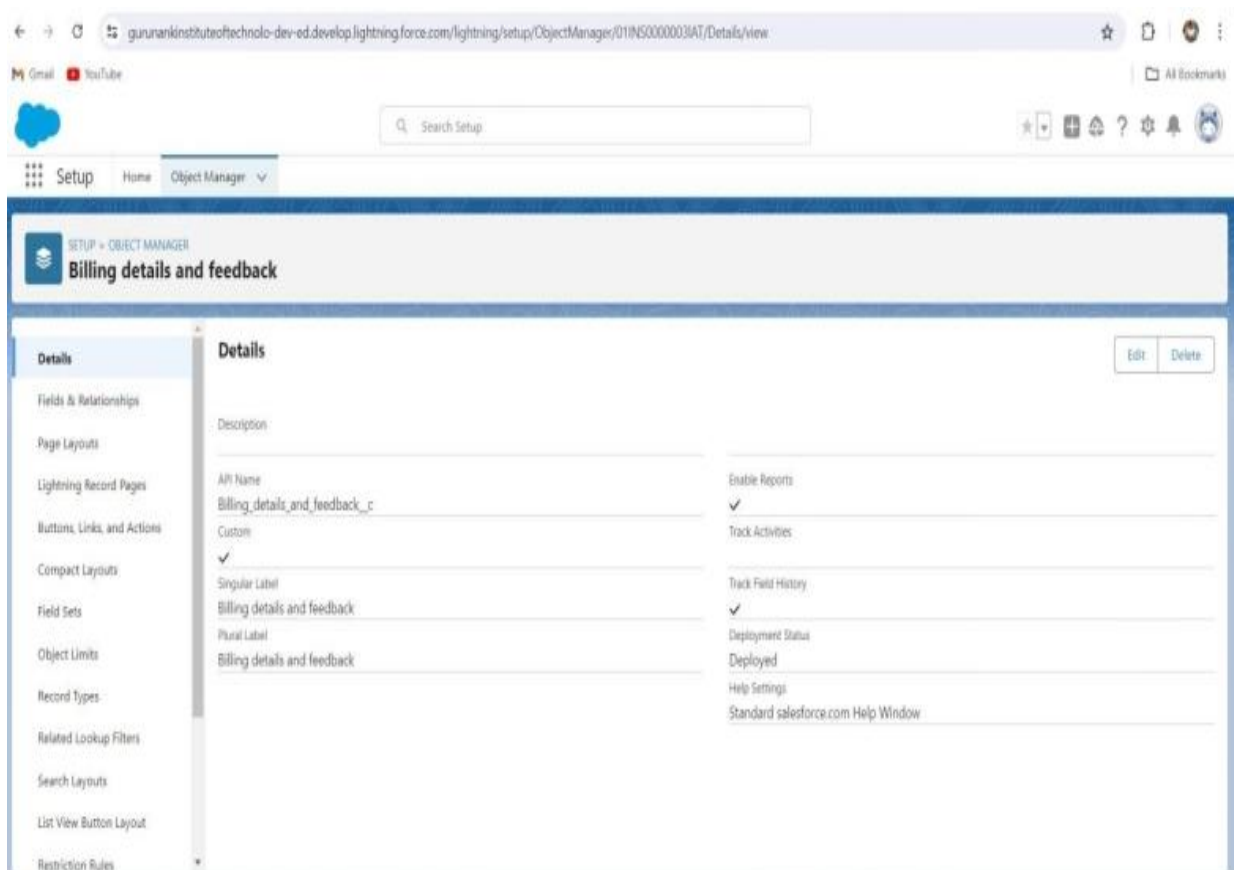 gurunankinstituteoftechnolo-dev-ed.develop.lightning.force.com/lightning/setup/ObjectManager/01INS0000003IAT/Details/view
M Gmail YouTube All Bookmarks
Search Setup
Setup Home Object Manager
SETUP > OBJECT MANAGER
Billing details and feedback
Details
Fields & Relationships
Page Layouts
Lightning Record Pages
Buttons, Links, and Actions
Compact Layouts
Field Sets
Object Limits
Record Types
Related Lookup Filters
Search Layouts
List View Button Layout
Restriction Rules
Details
Edit Delete
Description
API Name
Billing_details_and_feedback__c
Custom
Singular Label
Billing details and feedback
Plural Label
Billing details and feedback
Enable Reports
Track Activities
Track Field History
Deployment Status
Deployed
Help Settings
Standard salesforce.com Help Window